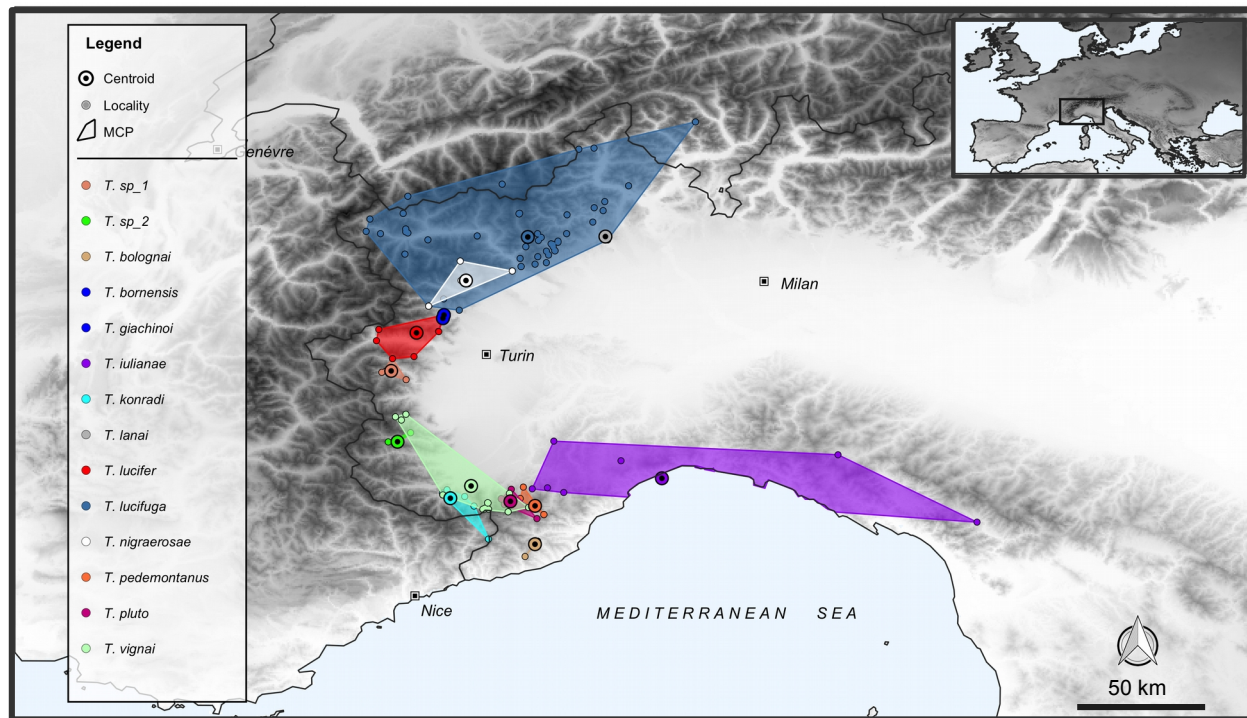 Legend
Centroid
Locality
MCP
Genévre
T. sp_1
T. sp_2
T. bolognai
T. bornensis
T. giachinoi
T. iulianae
T. konradi
T. lanai
T. lucifer
T. lucifuga
T. nigraerosae
T. pedemontanus
T. pluto
T. vignai
Milan
Turin
Nice
MEDITERRANEAN SEA
50 km